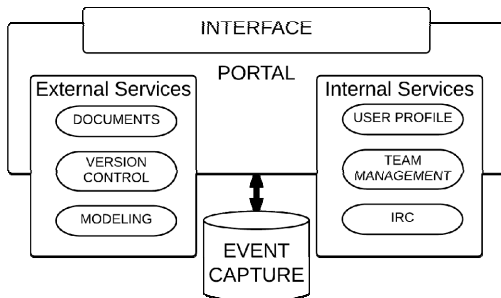 INTERFACE
PORTAL
External Services
DOCUMENTS
VERSION
CONTROL
MODELING
Internal Services
USER PROFILE
TEAM
MANAGEMENT
IRC
EVENT
CAPTURE